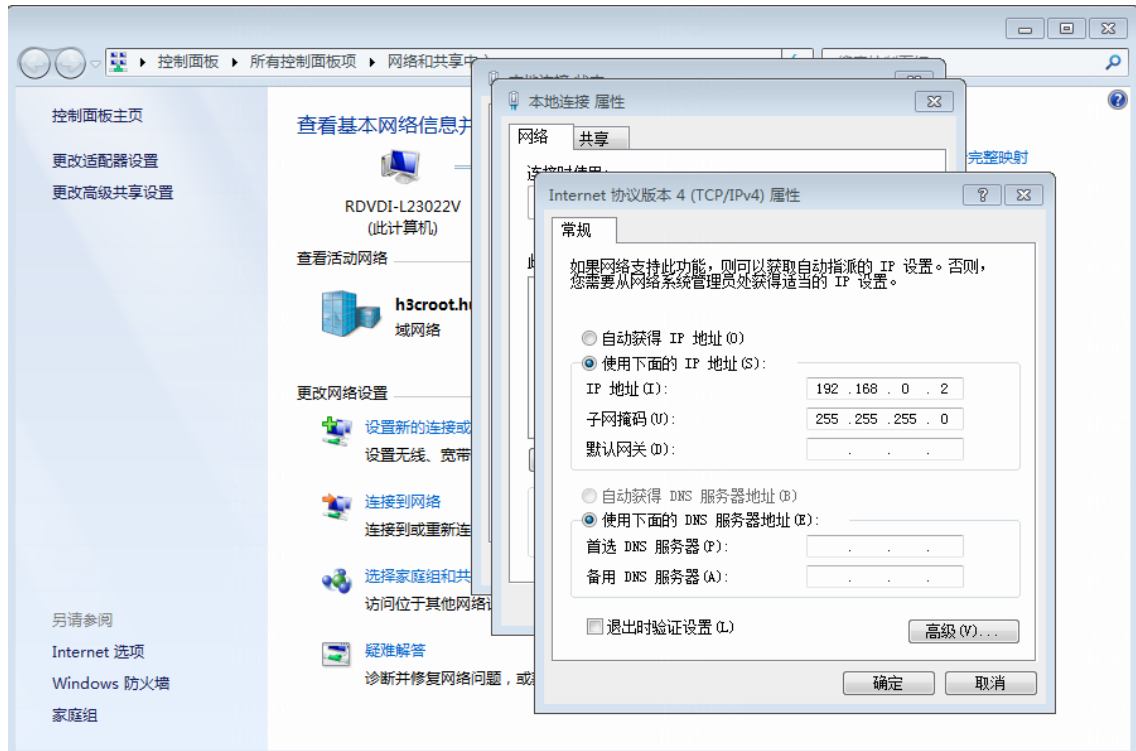 控制面板 ▸ 所有控制面板项 ▸ 网络和共享中
控制面板主页
更改适配器设置
更改高级共享设置
另请参阅
Internet 选项
Windows 防火墙
家庭组
查看基本网络信息并
完整映射
RDVDI-L23022V
(此计算机)
查看活动网络
h3croot.hu
域网络
更改网络设置
设置新的连接或
设置无线、宽带
连接到网络
连接到或重新连
选择家庭组和共
访问位于其他网络
疑难解答
诊断并修复网络问题，或
本地连接 状态
本地连接 属性
网络
共享
连接时使用:
Internet 协议版本 4 (TCP/IPv4) 属性
常规
如果网络支持此功能，则可以获取自动指派的 IP 设置。否则，
您需要从网络系统管理员处获得适当的 IP 设置。
自动获得 IP 地址(O)
使用下面的 IP 地址(S):
IP 地址(I): 192 .168 . 0 . 2
子网掩码(U): 255 .255 .255 . 0
默认网关(D): . . .
自动获得 DNS 服务器地址(B)
使用下面的 DNS 服务器地址(E):
首选 DNS 服务器(P): . . .
备用 DNS 服务器(A): . . .
退出时验证设置(L)
高级(V)...
确定
取消